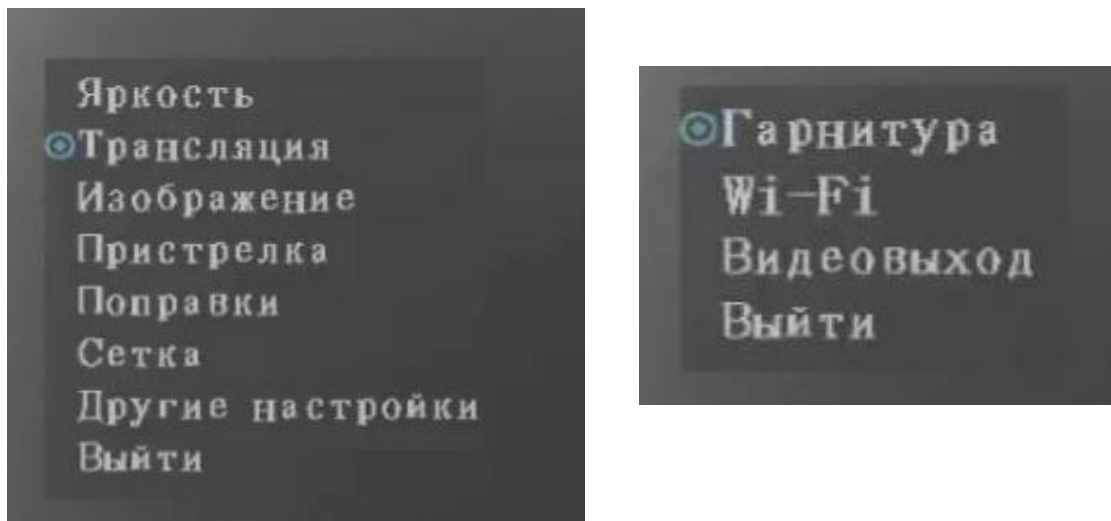 Яркость
Трансляция
Изображение
Пристрелка
Поправки
Сетка
Другие настройки
Выйти
Гарнитура
Wi-Fi
Видеовыход
Выйти